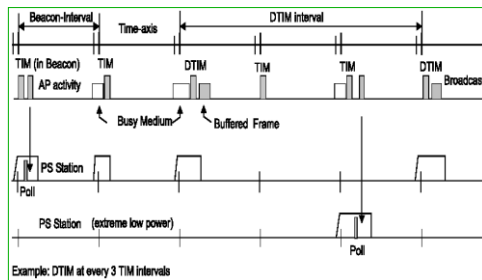 Beacon-Interval
Time-axis
DTIM interval
TIM (in Beacon)
TIM
DTIM
TIM
TIM
DTIM
AP activity
Broadcast
Busy Medium
Buffered Frame
PS Station
Poll
PS Station (extreme low power)
Poll
Example: DTIM at every 3 TIM intervals